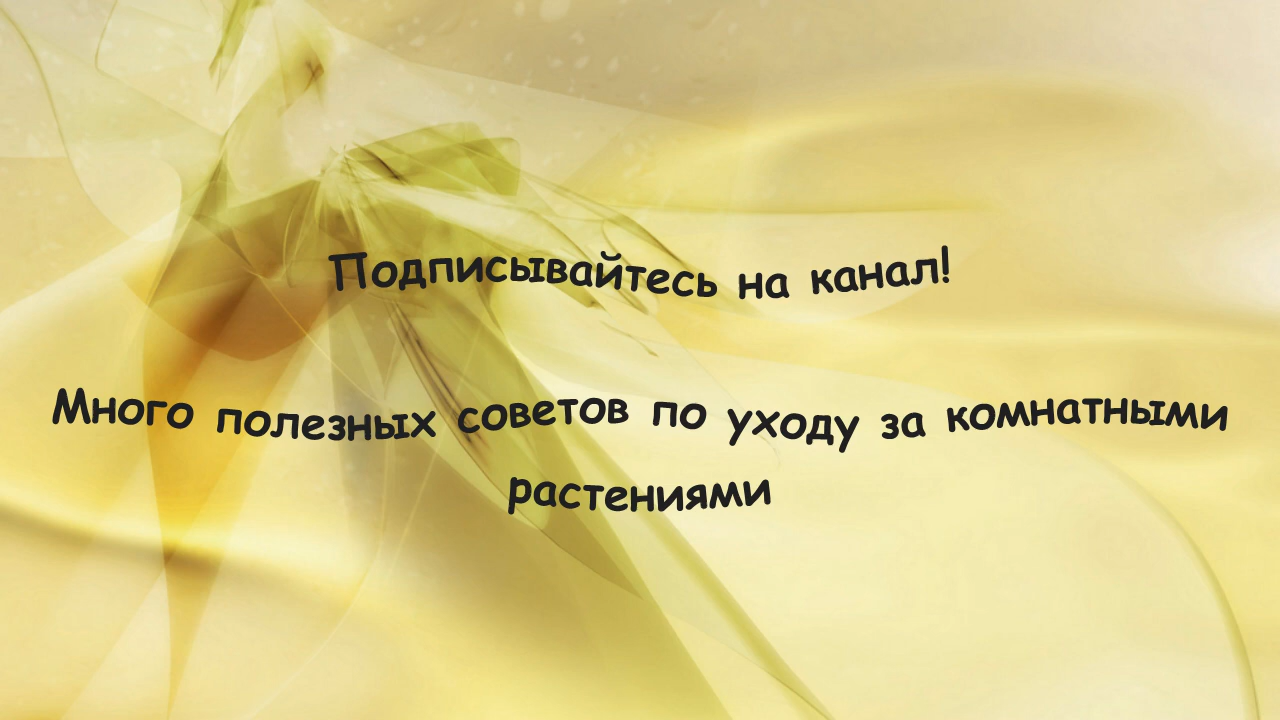 Подписывайтесь на канал!
Много полезных советов по уходу за комнатными
растениями